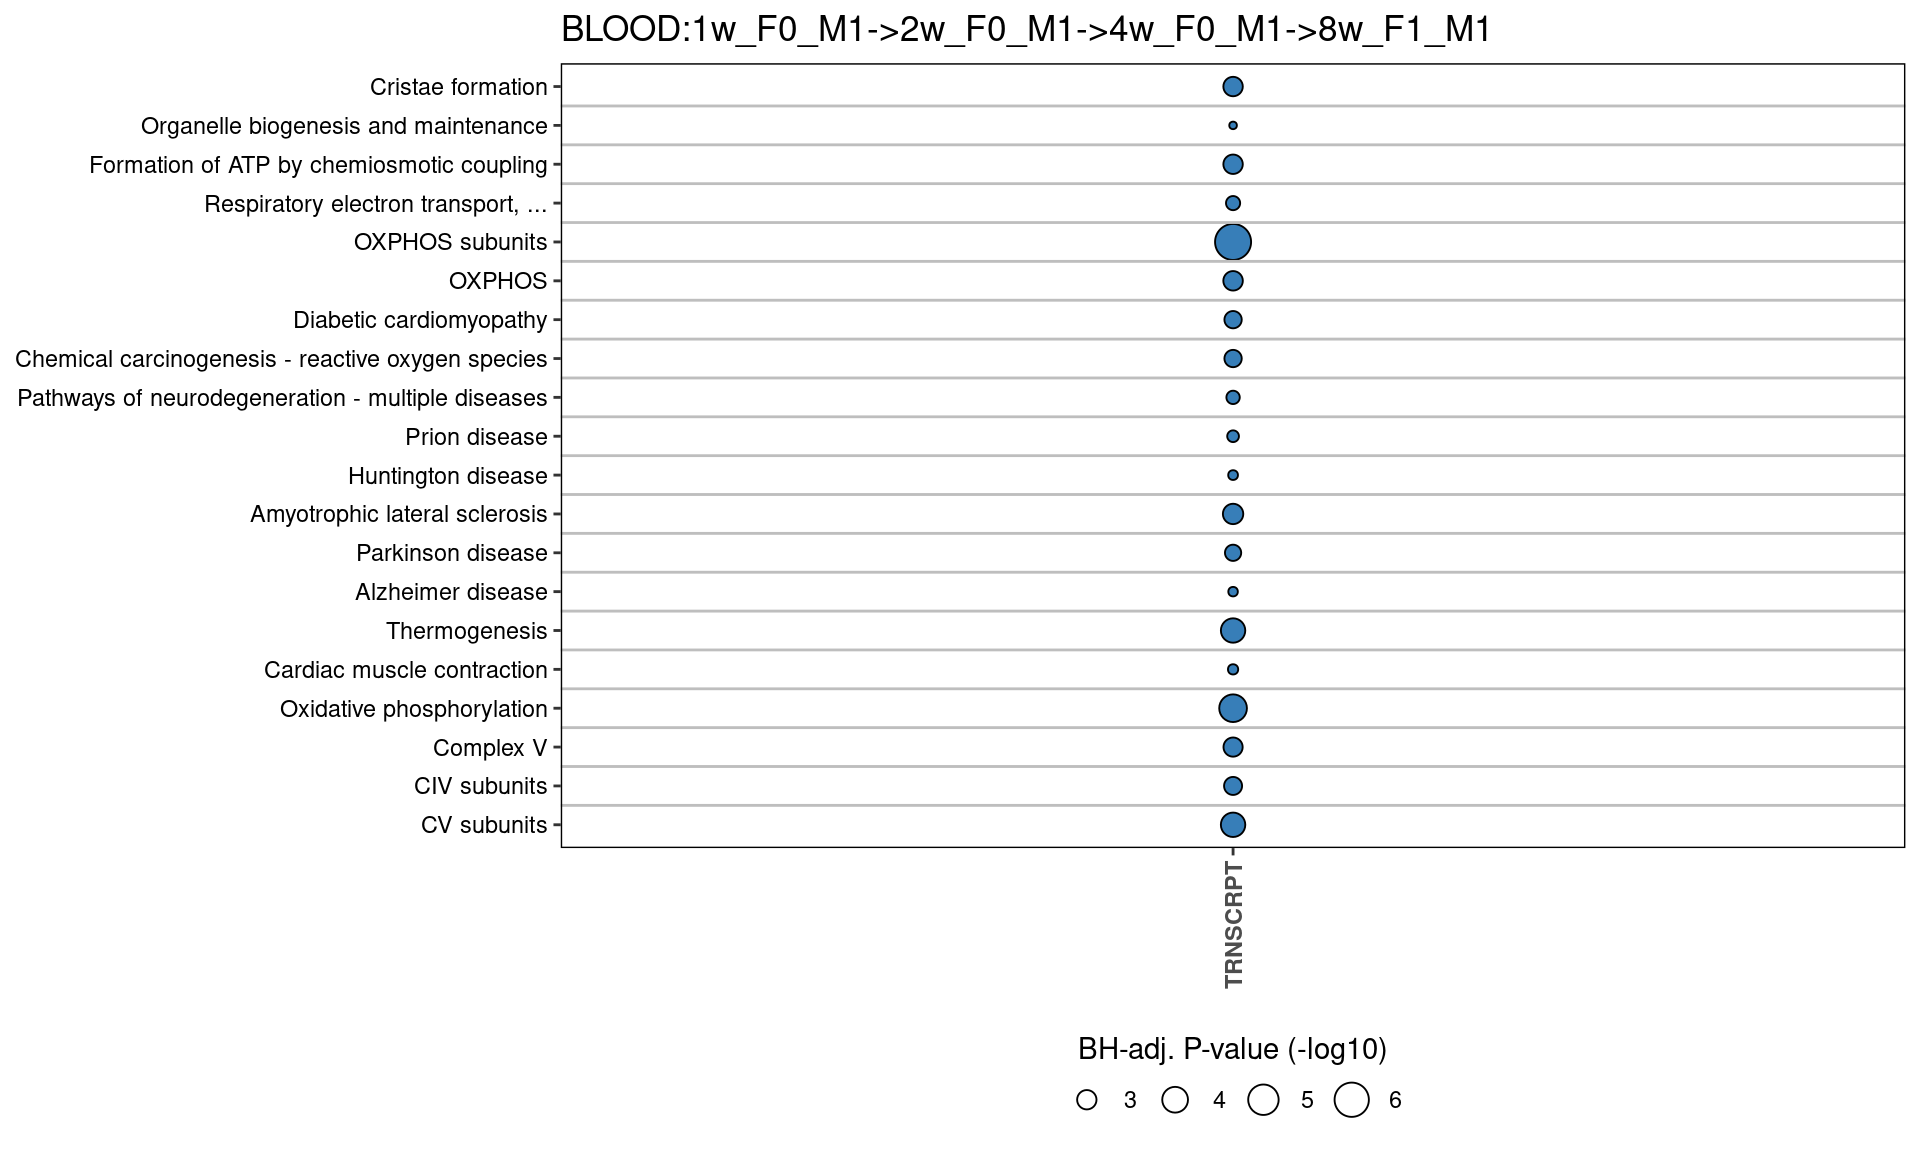 BLOOD:1w_F0_M1->2w_F0_M1->4w_F0_M1->8w_F1_M1
Cristae formation
Organelle biogenesis and maintenance
Formation of ATP by chemiosmotic coupling
Respiratory electron transport, ...
OXPHOS subunits
OXPHOS
Diabetic cardiomyopathy
Chemical carcinogenesis - reactive oxygen species
Pathways of neurodegeneration - multiple diseases
Prion disease
Huntington disease
Amyotrophic lateral sclerosis
Parkinson disease
Alzheimer disease
Thermogenesis
Cardiac muscle contraction
Oxidative phosphorylation
Complex V
CIV subunits
CV subunits
TRNSCRPT
BH-adj. P-value (-log10)
3 4 5 6